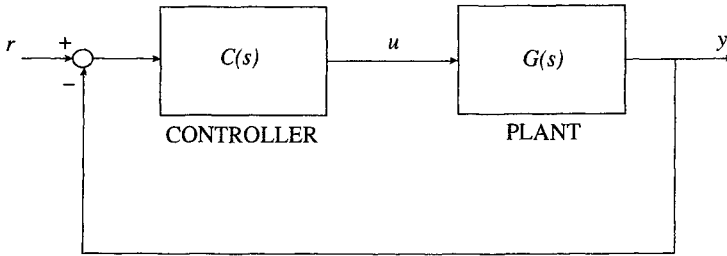 r
+
−
C(s)
CONTROLLER
u
G(s)
PLANT
y